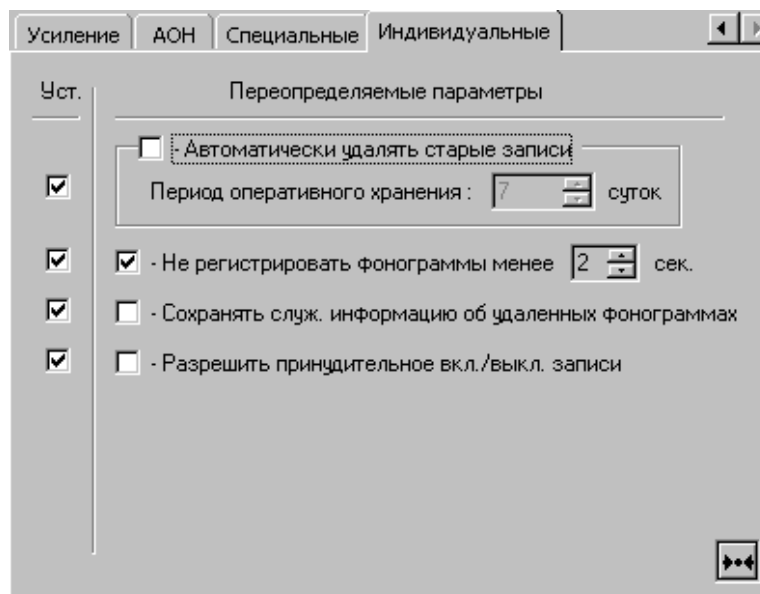 Усиление АОН Специальные Индивидуальные
Уст. Переопределяемые параметры
- Автоматически удалять старые записи
Период оперативного хранения : 7 суток
- Не регистрировать фонограммы менее 2 сек.
- Сохранять служ. информацию об удаленных фонограммах
- Разрешить принудительное вкл./выкл. записи